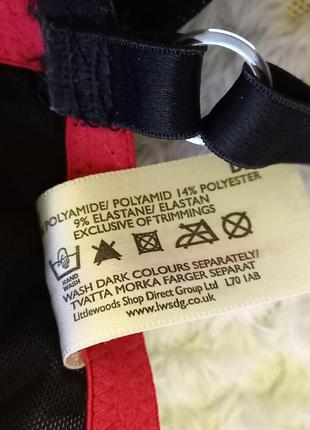 POLYAMIDE/ POLYAMID 14% POLYESTER
9% ELASTANE/ ELASTAN
EXCLUSIVE OF TRIMMINGS
HAND
WASH
WASH DARK COLOURS SEPARATELY/
TVATTA MORKA FARGER SEPARAT
Littlewoods Shop Direct Group Ltd L70 IAB
www.lwsdg.co.uk